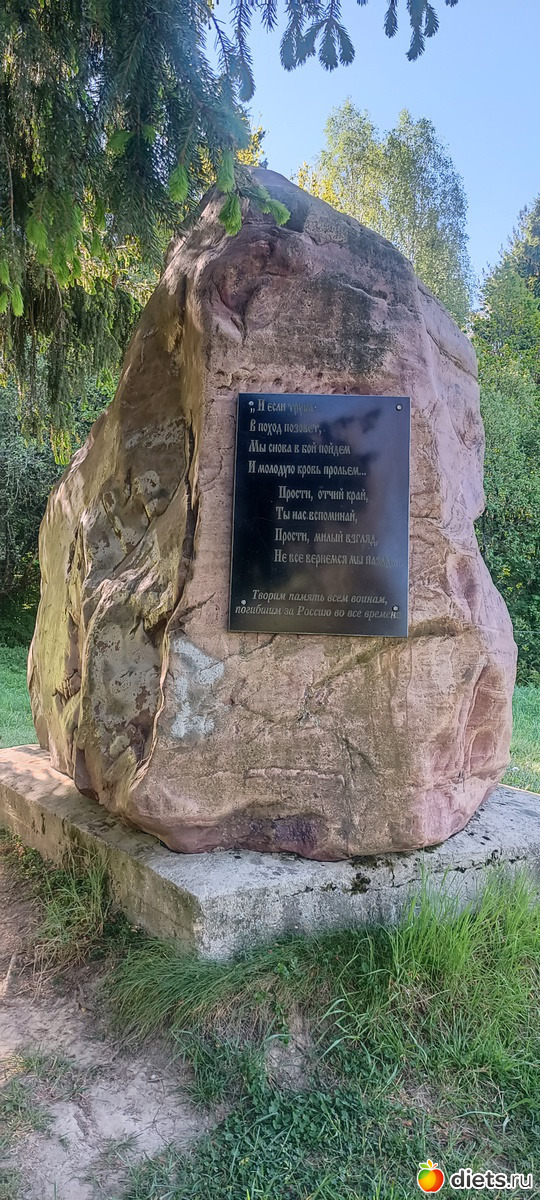 „И если труба
В поход позовет,
Мы снова в бой пойдем
И молодую кровь прольем...
Прости, отчий край,
Ты нас вспоминай,
Прости, милый взгляд,
Не все вернемся мы назад..
Творим память всем воинам,
погибшим за Россию во все времена.
diets.ru